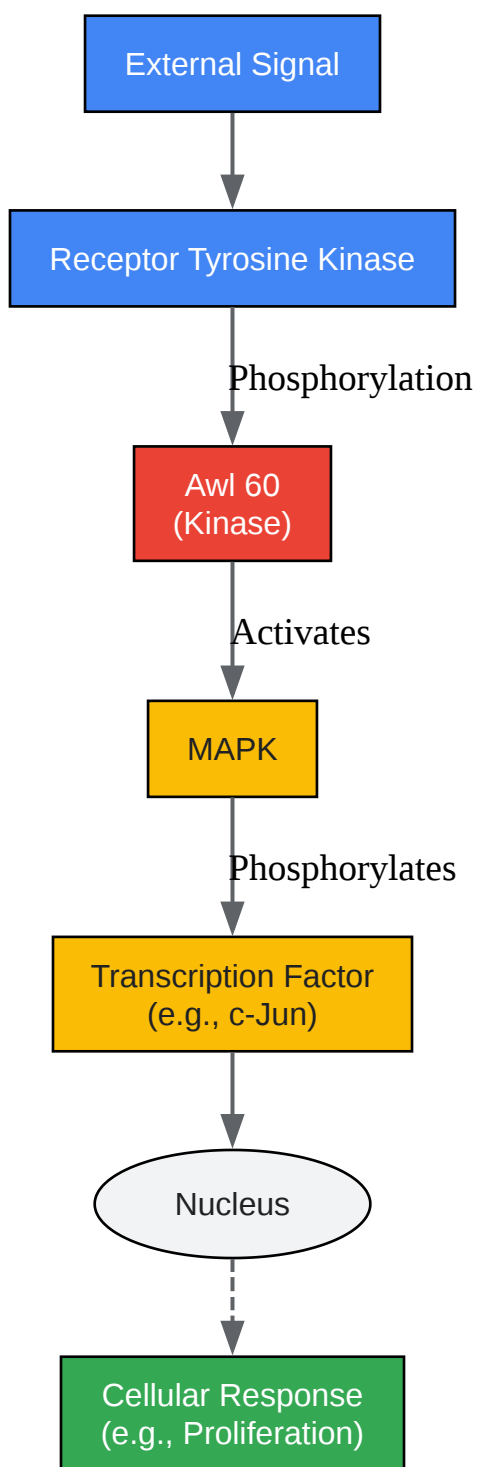 External Signal
Receptor Tyrosine Kinase
Phosphorylation
Awl 60
(Kinase)
Activates
MAPK
Phosphorylates
Transcription Factor
(e.g., c-Jun)
Nucleus
Cellular Response
(e.g., Proliferation)